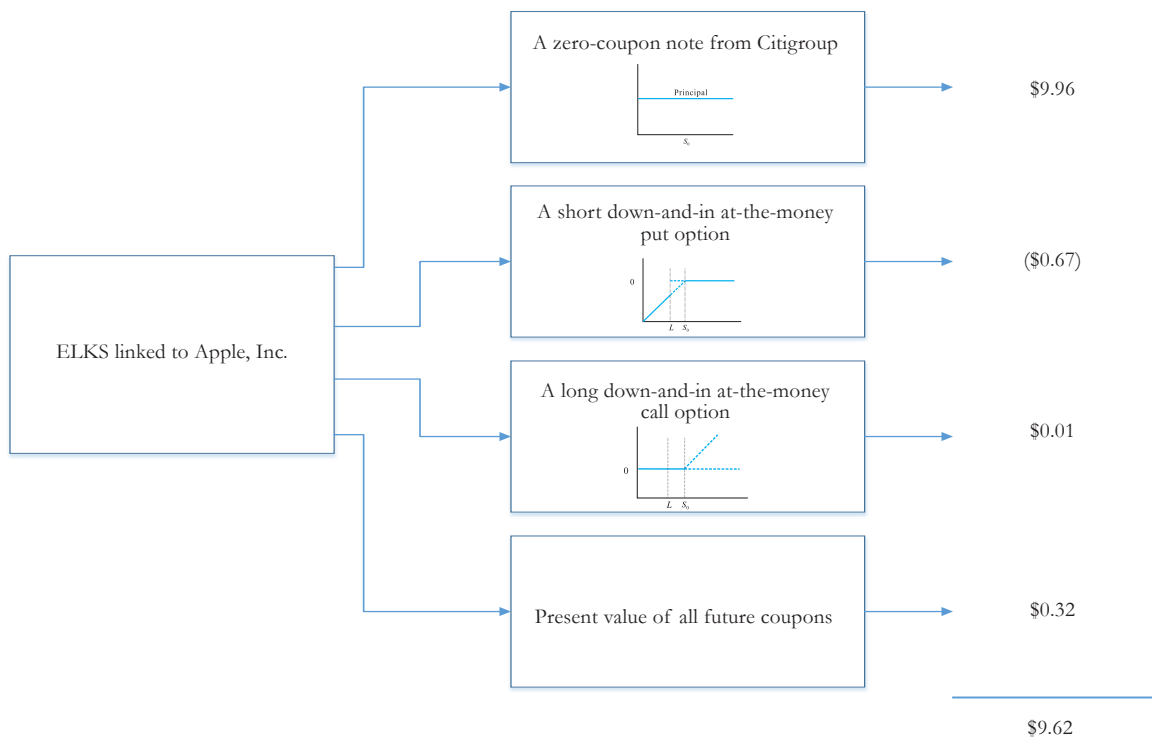 A zero-coupon note from Citigroup
Principal
S₀
$9.96
A short down-and-in at-the-money
put option
0
L
S₀
($0.67)
ELKS linked to Apple, Inc.
A long down-and-in at-the-money
call option
0
L
S₀
$0.01
Present value of all future coupons
$0.32
$9.62